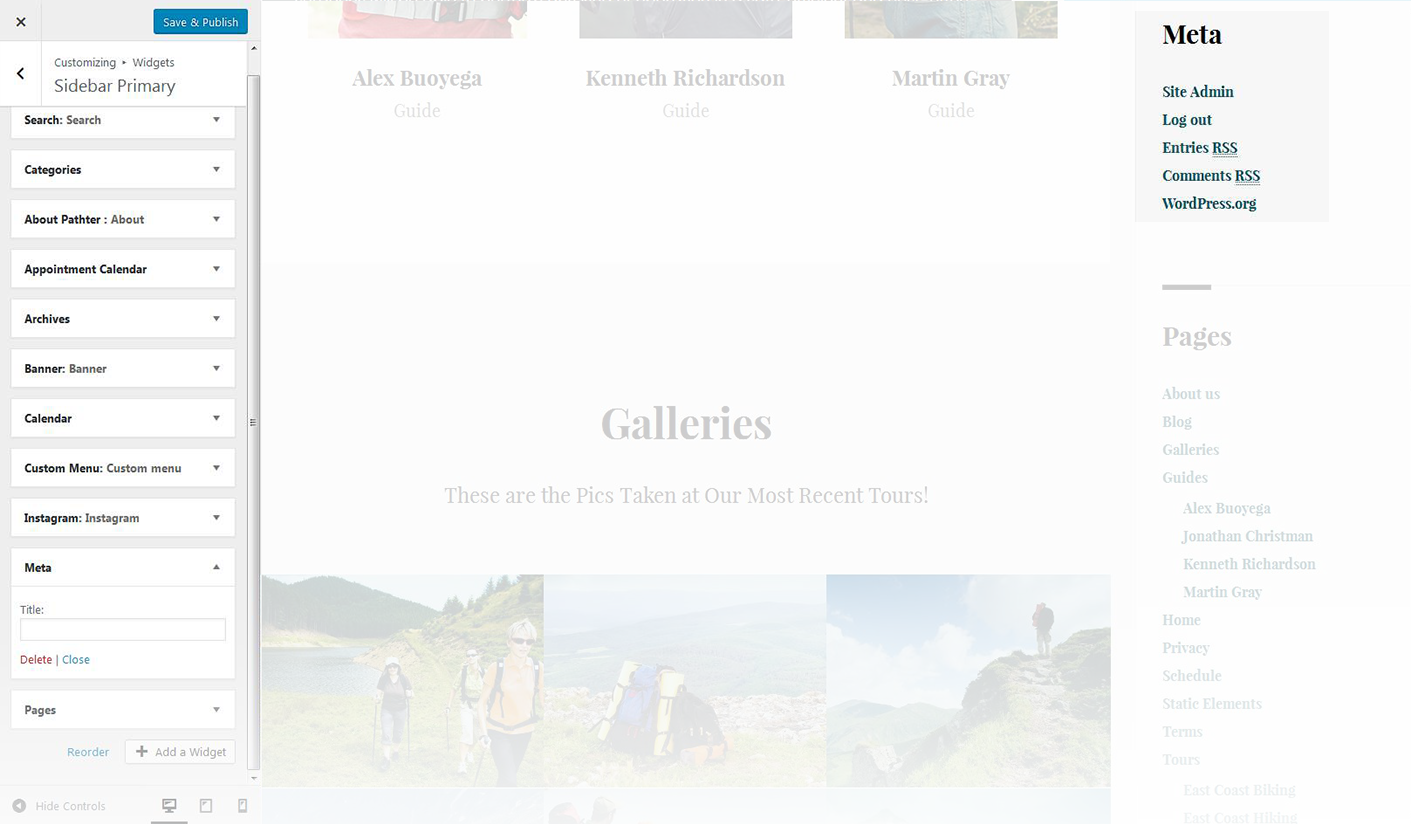 Save & Publish
Customizing ▸ Widgets
Sidebar Primary
Search: Search
Categories
About Pathter : About
Appointment Calendar
Archives
Banner: Banner
Calendar
Custom Menu: Custom menu
Instagram: Instagram
Meta
Title:
Delete | Close
Pages
Reorder
Add a Widget
Hide Controls
Alex Buoyega
Guide
Kenneth Richardson
Guide
Martin Gray
Guide
Galleries
These are the Pics Taken at Our Most Recent Tours!
Meta
Site Admin
Log out
Entries RSS
Comments RSS
WordPress.org
Pages
About us
Blog
Galleries
Guides
Alex Buoyega
Jonathan Christman
Kenneth Richardson
Martin Gray
Home
Privacy
Schedule
Static Elements
Terms
Tours
East Coast Biking
East Coast Hiking